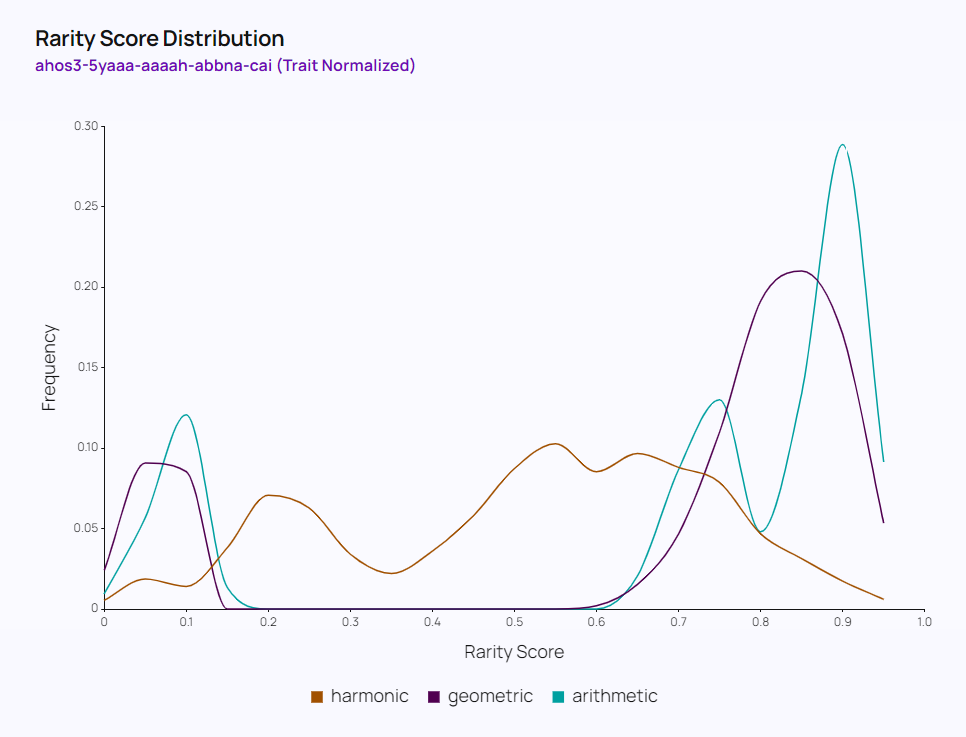 Rarity Score Distribution
ahos3-5yaaa-aaaah-abbna-cai (Trait Normalized)
0.30
0.25
0.20
0.15
0.10
0.05
0
Frequency
0 0.1 0.2 0.3 0.4 0.5 0.6 0.7 0.8 0.9 1.0
Rarity Score
harmonic geometric arithmetic